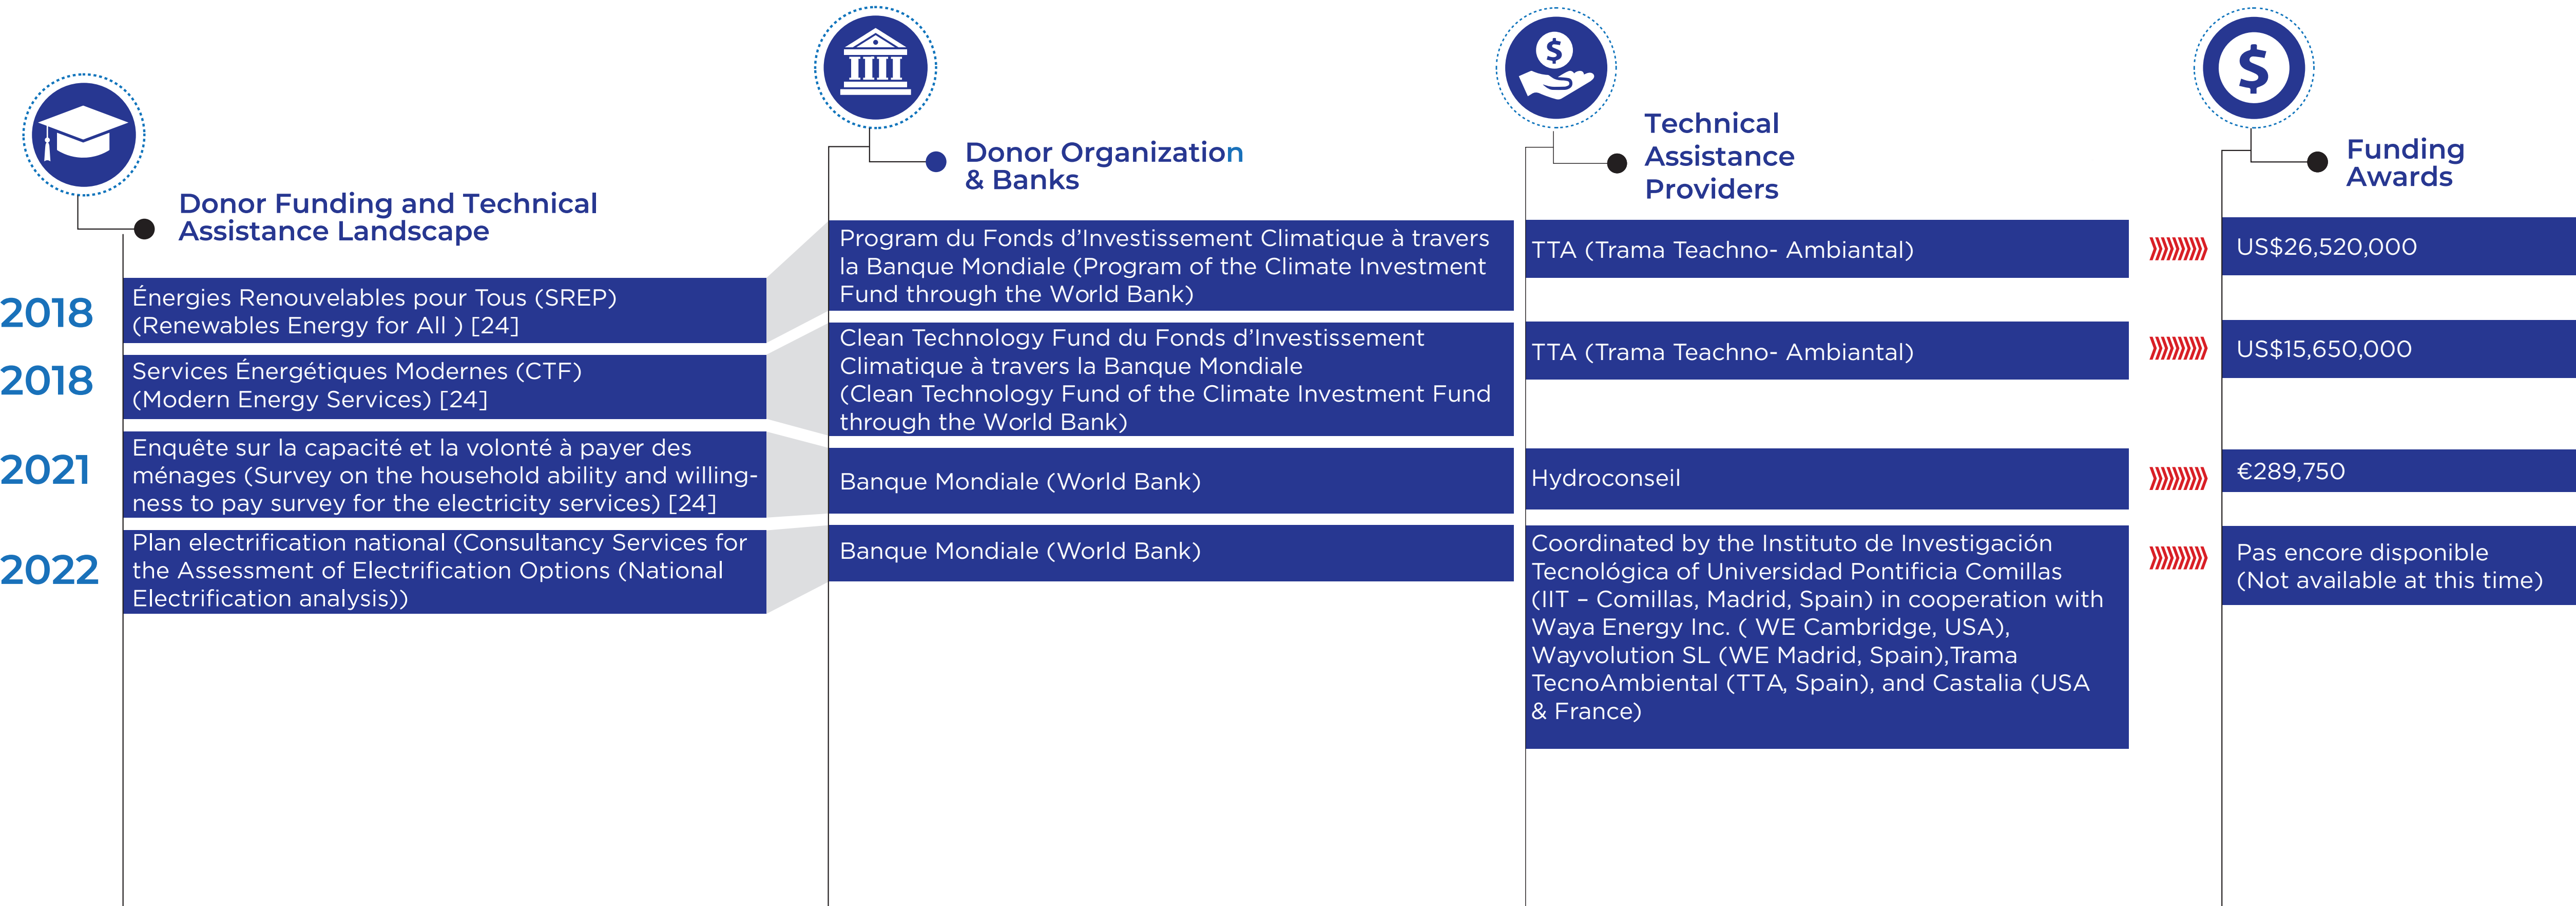 Donor Funding and Technical
Assistance Landscape
Donor Organization
& Banks
Technical
Assistance
Providers
$
$
Funding
Awards
2018
Énergies Renouvelables pour Tous (SREP)
(Renewables Energy for All ) [24]
Program du Fonds d’Investissement Climatique à travers
la Banque Mondiale (Program of the Climate Investment
Fund through the World Bank)
TTA (Trama Teachno- Ambiantal)
US$26,520,000
2018
Services Énergétiques Modernes (CTF)
(Modern Energy Services) [24]
Clean Technology Fund du Fonds d’Investissement
Climatique à travers la Banque Mondiale
(Clean Technology Fund of the Climate Investment Fund
through the World Bank)
TTA (Trama Teachno- Ambiantal)
US$15,650,000
2021
Enquête sur la capacité et la volonté à payer des
ménages (Survey on the household ability and willing-
ness to pay survey for the electricity services) [24]
Banque Mondiale (World Bank)
Hydroconseil
€289,750
2022
Plan electrification national (Consultancy Services for
the Assessment of Electrification Options (National
Electrification analysis))
Banque Mondiale (World Bank)
Coordinated by the Instituto de Investigación
Tecnológica of Universidad Pontificia Comillas
(IIT – Comillas, Madrid, Spain) in cooperation with
Waya Energy Inc. ( WE Cambridge, USA),
Wayvolution SL (WE Madrid, Spain),Trama
TecnoAmbiental (TTA, Spain), and Castalia (USA
& France)
Pas encore disponible
(Not available at this time)